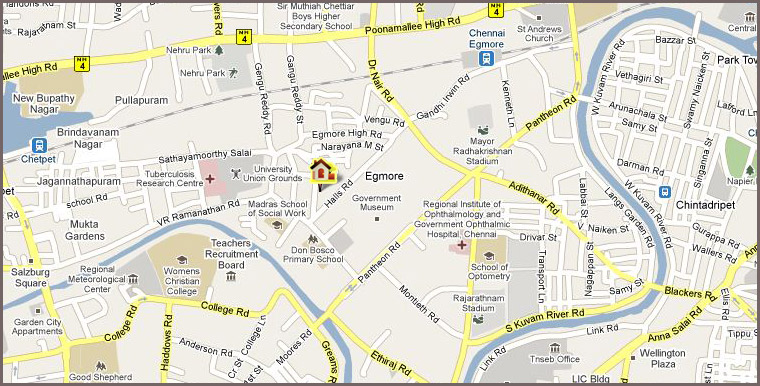 Sir Muthiah Chettiar
Boys Higher
Secondary School
Poonamallee High Rd
NH
4
Rajaratnam St
Nehru Park
Nehru Park
NH
4
NH
4
Chennai
Egmore
St Andrews
Church
Bazzar St
Central
Park Tow
Vethagiri St
W Kuvam River Rd
Swamy Naicken St
Arunachala St
Samy St
Lafford Ln
allee High Rd
New Bupathy
Nagar
Pullapuram
Gengu Reddy Rd
Gangu Reddy St
Dr Nair Rd
Gandhi Irwin Rd
Kenneth Ln
Pantheon Rd
Vengu Rd
Egmore High Rd
Narayana M St
Mayor
Radhakrishnan
Stadium
Brindavanam
Nagar
Chetpet
Sathayamoorthy Salai
Tuberculosis
Research Centre
University
Union Grounds
Egmore
Halls Rd
Government
Museum
Adithanar Rd
Darman Rd
Singanna St
Napier
pet
Jagannathapuram
school Rd
VR Ramanathan Rd
Madras School
of Social Work
Regional Institute of
Ophthalmology and
Government Ophthalmic
Hospital, Chennai
Labbai St
W Kuvam River Rd
Langs Garden Rd
Chintadripet
V Naiken St
Gurappa Rd
Wallers Rd
Mukta
Gardens
Teachers
Recruitment
Board
Don Bosco
Primary School
Pantheon Rd
Drivar St
Transport Ln
Nagappan St
School of
Optometry
Salzburg
Square
Regional
Meteorological
Center
Womens
Christian
College
Samy St
Blackers Rd
Montieth Rd
Rajarathnam
Stadium
Garden City
Appartments
College Rd
College Rd
Haddows Rd
Anderson Rd
College Ln
Cr St
1st St
Moores Rd
Greams R
Ethiraj Rd
S Kuvam River Rd
Link Rd
Link Rd
Anna Salai Rd
Ellis Rd
Tippu S
Tnseb Office
Wellington
Plaza
Good Shepherd
LIC Bldg